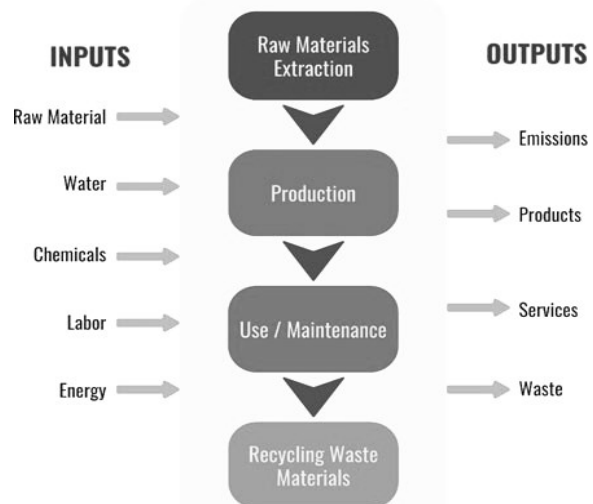 INPUTS
Raw Material
Water
Chemicals
Labor
Energy
Raw Materials
Extraction
Production
Use / Maintenance
Recycling Waste
Materials
OUTPUTS
Emissions
Products
Services
Waste